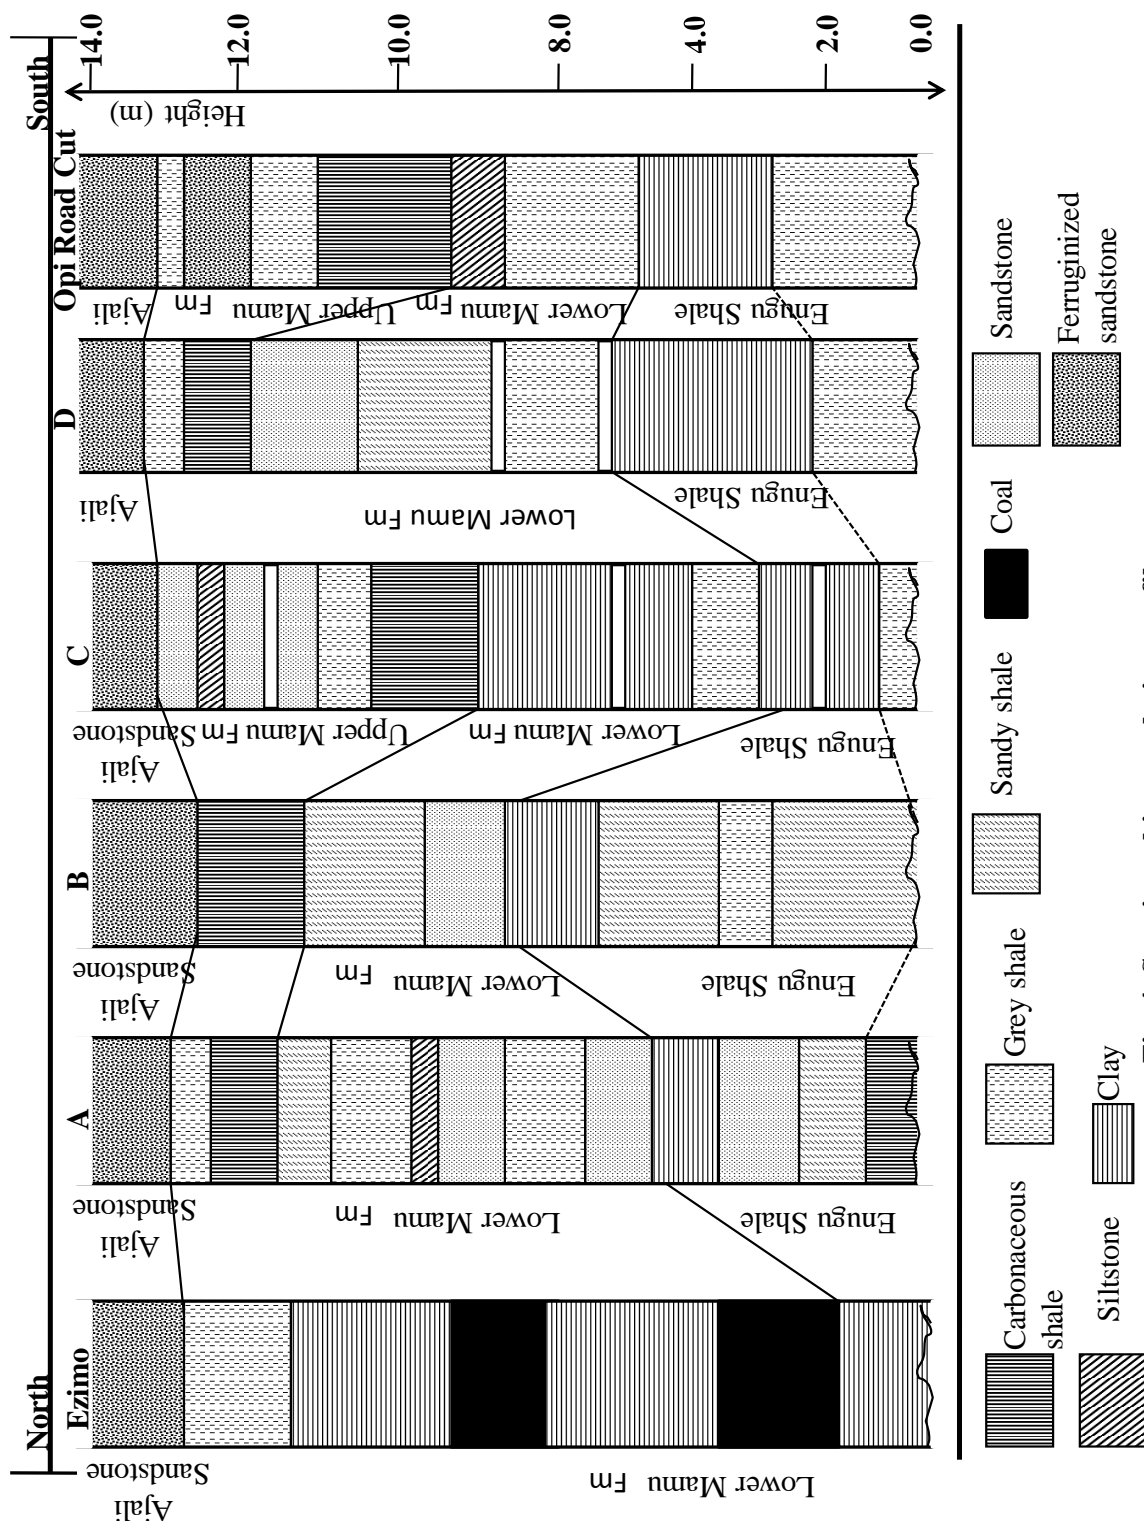 North
South
Ezimo
A
B
C
D
Opi Road Cut
14.0
12.0
10.0
8.0
4.0
2.0
0.0
Height (m)
Ajali
Sandstone
Lower Mamu
Fm
Ajali
Sandstone
Lower Mamu
Fm
Enugu Shale
Ajali
Sandstone
Lower Mamu
Fm
Enugu Shale
Ajali
Sandstone
Upper Mamu Fm
Lower Mamu
Fm
Enugu Shale
Ajali
Lower Mamu Fm
Enugu Shale
Ajali
Upper Mamu
Fm
Lower Mamu
Fm
Enugu Shale
Carbonaceous
shale
Grey shale
Sandy shale
Coal
Sandstone
Siltstone
Clay
Ferruginized
sandstone